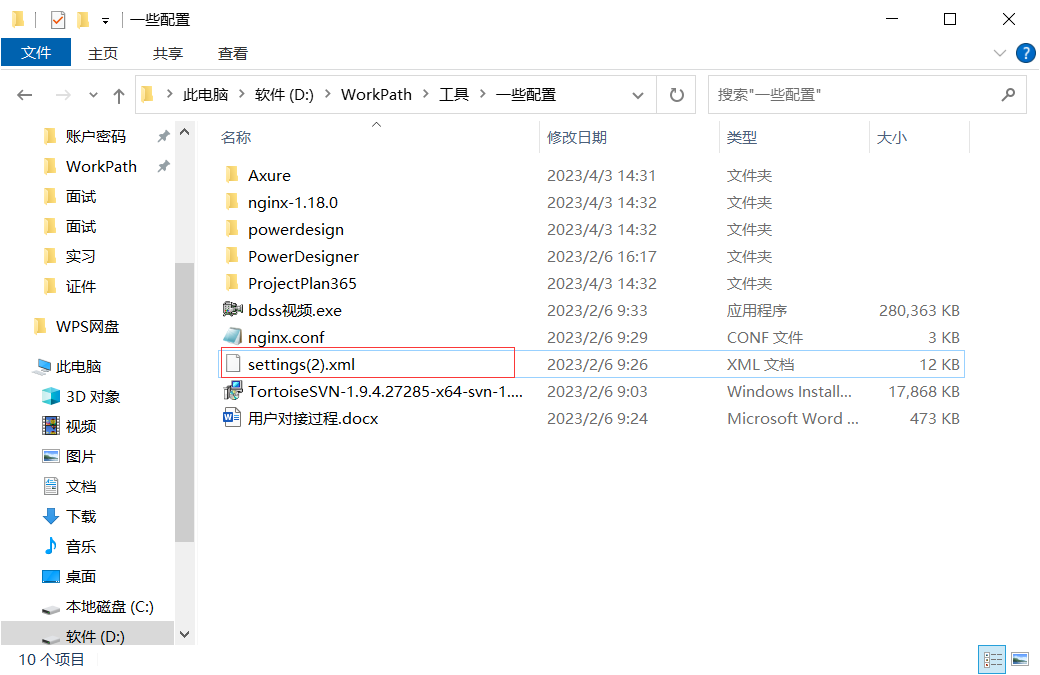 一些配置
文件 主页 共享 查看
此电脑 软件 (D:) WorkPath 工具 一些配置 搜索"一些配置"
账户密码
WorkPath
面试
面试
实习
证件
WPS网盘
此电脑
3D 对象
视频
图片
文档
下载
音乐
桌面
本地磁盘 (C:)
软件 (D:)
名称 修改日期 类型 大小
Axure 2023/4/3 14:31 文件夹
nginx-1.18.0 2023/4/3 14:32 文件夹
powerdesign 2023/4/3 14:32 文件夹
PowerDesigner 2023/2/6 16:17 文件夹
ProjectPlan365 2023/4/3 14:32 文件夹
bdss视频.exe 2023/2/6 9:33 应用程序 280,363 KB
nginx.conf 2023/2/6 9:29 CONF 文件 3 KB
settings(2).xml 2023/2/6 9:26 XML 文档 12 KB
TortoiseSVN-1.9.4.27285-x64-svn-1.... 2023/2/6 9:03 Windows Install... 17,868 KB
用户对接过程.docx 2023/2/6 9:24 Microsoft Word ... 473 KB
10 个项目